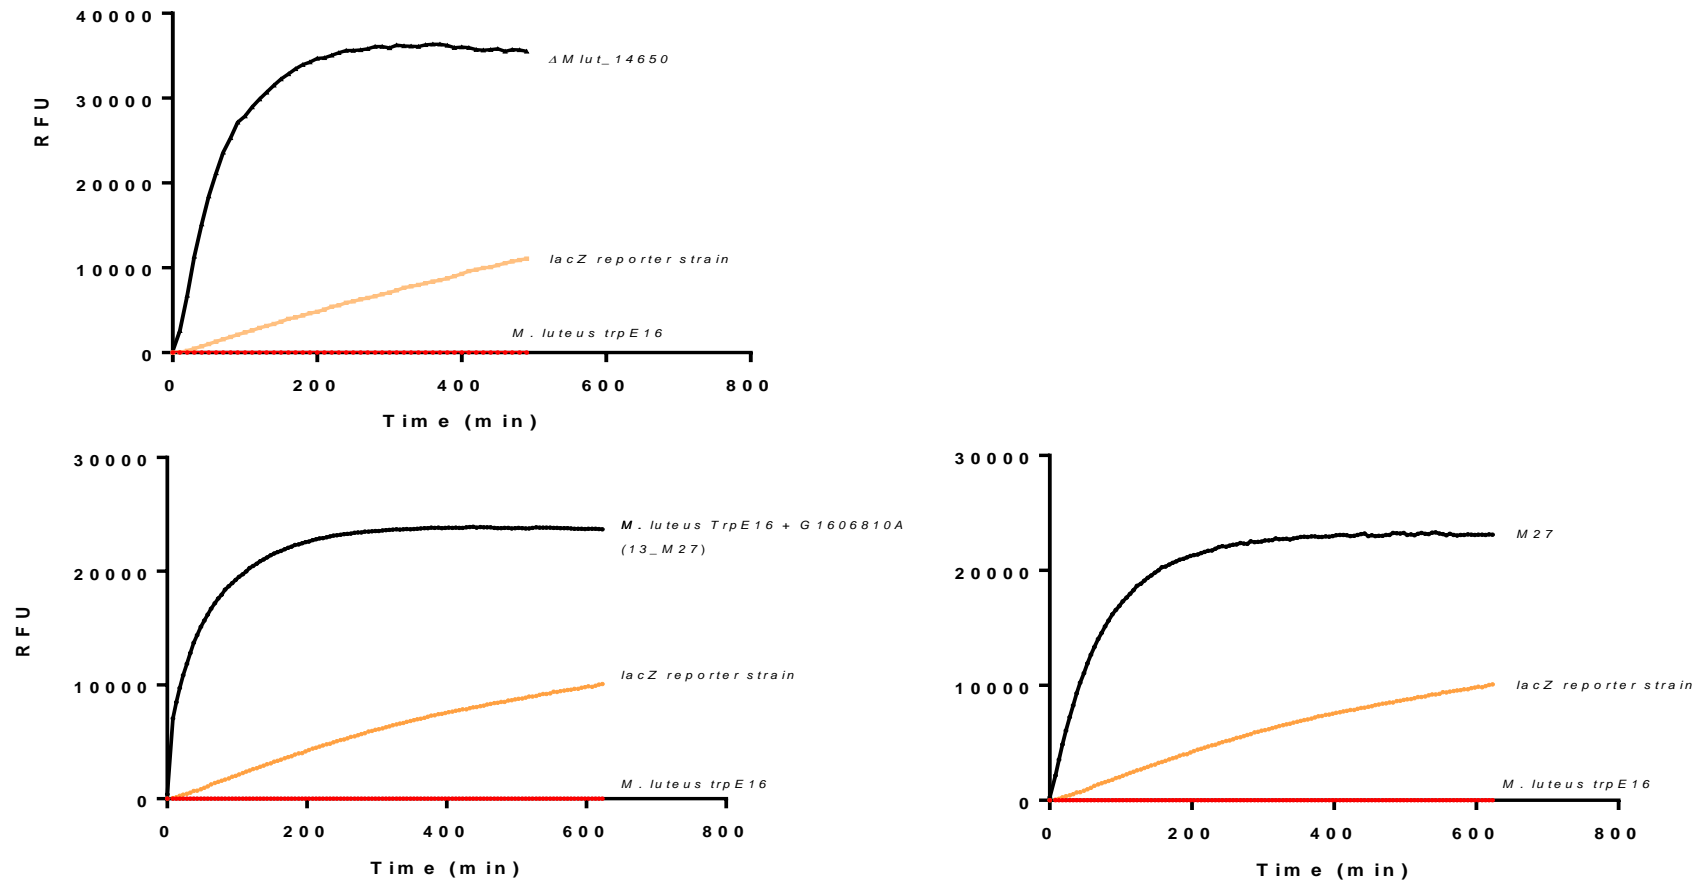 40000
30000
20000
10000
0
RFU
ΔMlut_14650
lacZ reporter strain
M. luteus trpE16
0 200 400 600 800
Time (min)
30000
20000
10000
0
RFU
M. luteus TrpE16 + G1606810A
(13_M27)
lacZ reporter strain
M. luteus trpE16
0 200 400 600 800
Time (min)
30000
20000
10000
0
M27
lacZ reporter strain
M. luteus trpE16
0 200 400 600 800
Time (min)